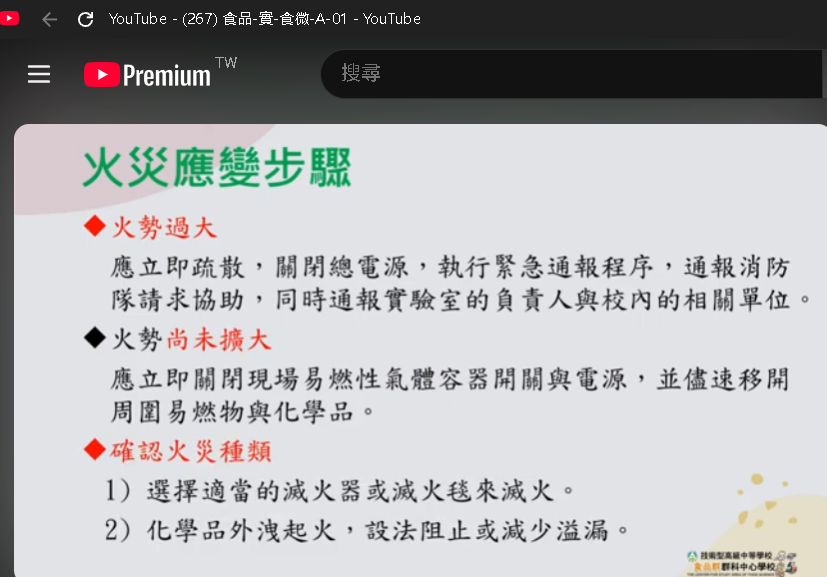 YouTube - (267) 食品-實-食微-A-01 - YouTube
Premium TW
搜尋
火災應變步驟
◆火勢過大
應立即疏散，關閉總電源，執行緊急通報程序，通報消防
隊請求協助，同時通報實驗室的負責人與校內的相關單位。
◆火勢尚未擴大
應立即關閉現場易燃性氣體容器開關與電源，並儘速移開
周圍易燃物與化學品。
◆確認火災種類
1) 選擇適當的滅火器或滅火毯來滅火。
2) 化學品外洩起火，設法阻止或減少溢漏。
技術型高級中等學校
食品群群科中心學校